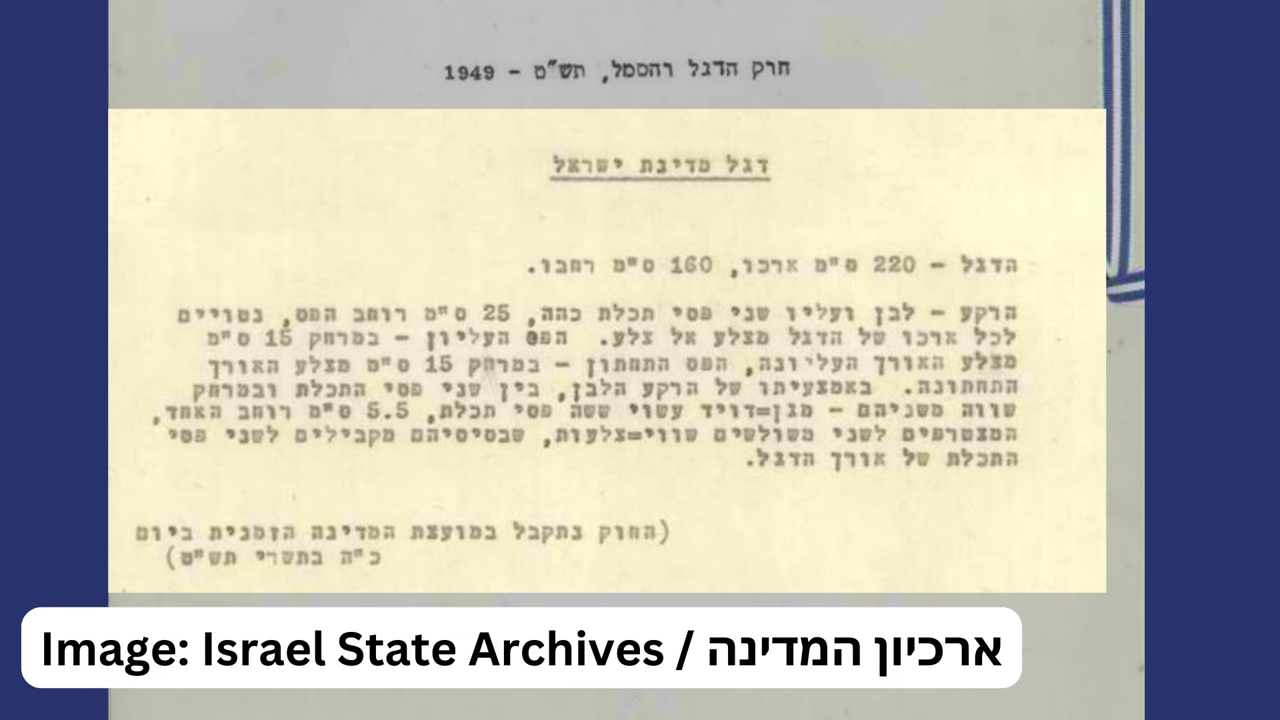 חוק הדגל והסמל, תש"ט - 1949
דגל מדינת ישראל
הדגל - 220 ס"מ ארכו, 160 ס"מ רחבו.
הרקע - לבן ועליו שני פסי תכלת כהה, 25 ס"מ רוחב הפס, נטויים
לכל ארכו של הדגל מצלע אל צלע. הפס העליון - במרחק 15 ס"מ
מצלע האורך העליונה, הפס התחתון - במרחק 15 ס"מ מצלע האורך
התחתונה. באמצעיתו של הרקע הלבן, בין שני פסי התכלת ובמרחק
שווה משניהם - מגן=דויד עשוי ששה פסי תכלת, 5.5 ס"מ רוחב האחד,
המצטרפים לשני משולשים שווי=צלעות, שבסיסיהם מקבילים לשני פסי
התכלת של אורך הדגל.
(החוק נתקבל במועצת המדינה הזמנית ביום
כ"ה בתשרי תש"ט)
Image: Israel State Archives / ארכיון המדינה